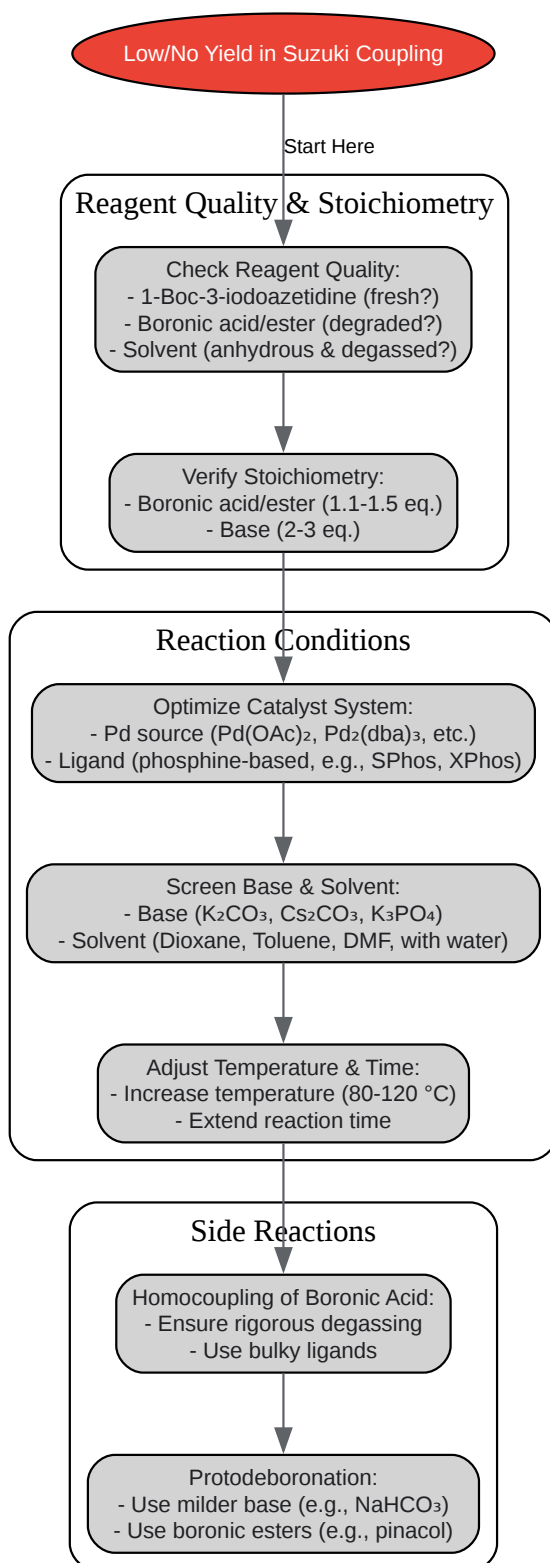 Low/No Yield in Suzuki Coupling
Start Here
Reagent Quality & Stoichiometry
Check Reagent Quality:
- 1-Boc-3-iodoazetidine (fresh?)
- Boronic acid/ester (degraded?)
- Solvent (anhydrous & degassed?)
Verify Stoichiometry:
- Boronic acid/ester (1.1-1.5 eq.)
- Base (2-3 eq.)
Reaction Conditions
Optimize Catalyst System:
- Pd source (Pd(OAc)₂, Pd₂(dba)₃, etc.)
- Ligand (phosphine-based, e.g., SPhos, XPhos)
Screen Base & Solvent:
- Base (K₂CO₃, Cs₂CO₃, K₃PO₄)
- Solvent (Dioxane, Toluene, DMF, with water)
Adjust Temperature & Time:
- Increase temperature (80-120 °C)
- Extend reaction time
Side Reactions
Homocoupling of Boronic Acid:
- Ensure rigorous degassing
- Use bulky ligands
Protodeboronation:
- Use milder base (e.g., NaHCO₃)
- Use boronic esters (e.g., pinacol)